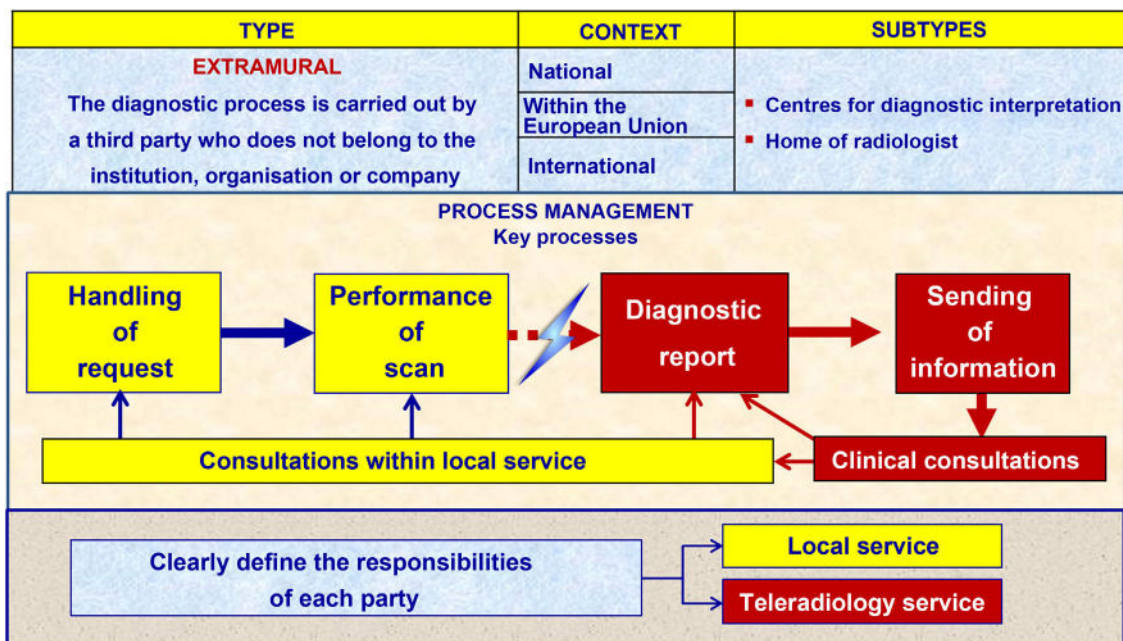 TYPE
CONTEXT
SUBTYPES
EXTRAMURAL
The diagnostic process is carried out by
a third party who does not belong to the
institution, organisation or company
National
Within the
European Union
International
Centres for diagnostic interpretation
Home of radiologist
PROCESS MANAGEMENT
Key processes
Handling
of
request
Performance
of
scan
Diagnostic
report
Sending
of
information
Consultations within local service
Clinical consultations
Clearly define the responsibilities
of each party
Local service
Teleradiology service